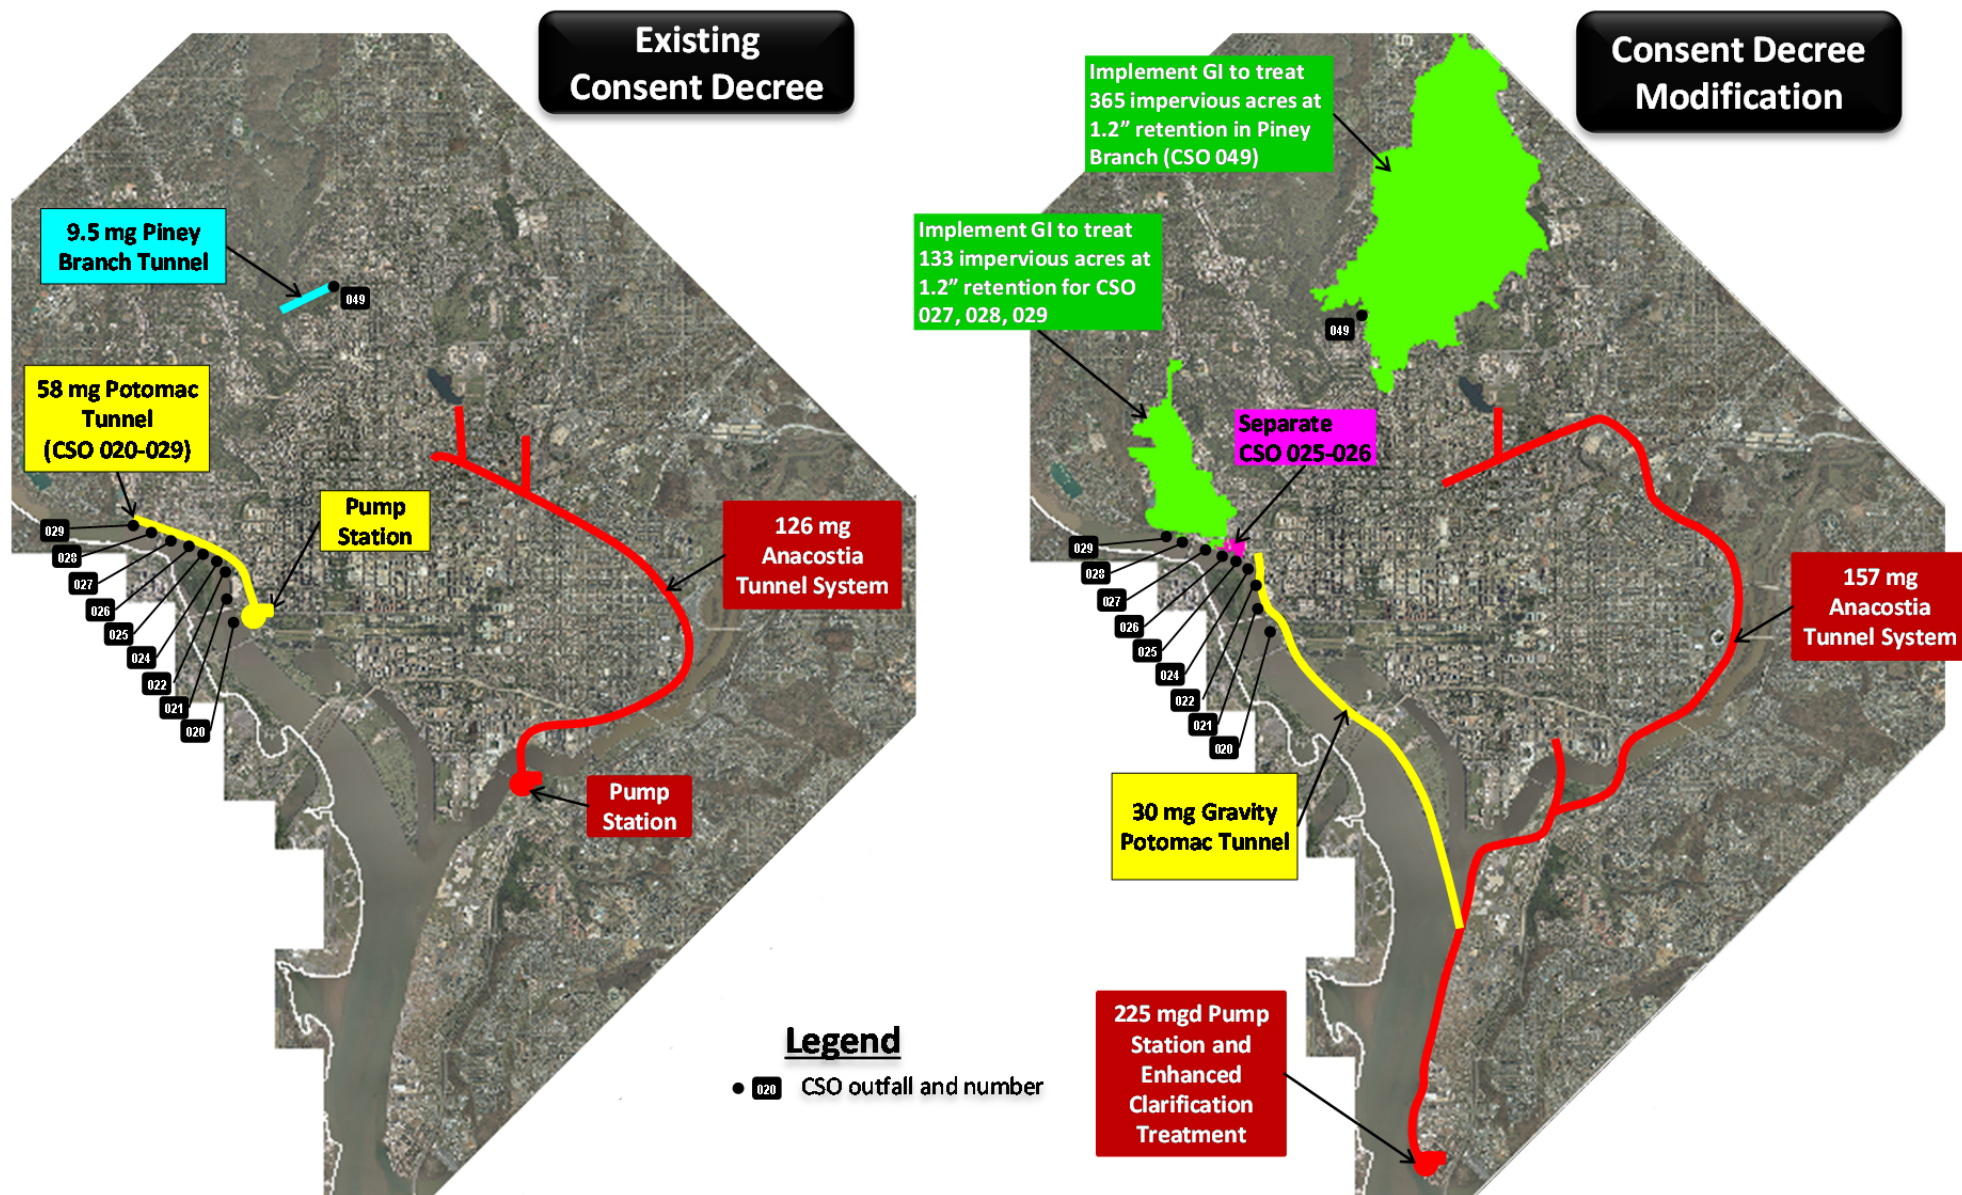 Existing
Consent Decree
9.5 mg Piney
Branch Tunnel
049
58 mg Potomac
Tunnel
(CSO 020-029)
Pump
Station
126 mg
Anacostia
Tunnel System
029
028
027
026
025
024
022
021
020
Pump
Station
Legend
020 CSO outfall and number
Consent Decree
Modification
Implement GI to treat
365 impervious acres at
1.2” retention in Piney
Branch (CSO 049)
Implement GI to treat
133 impervious acres at
1.2” retention for CSO
027, 028, 029
049
Separate
CSO 025-026
029
028
027
026
025
024
022
021
020
157 mg
Anacostia
Tunnel System
30 mg Gravity
Potomac Tunnel
225 mgd Pump
Station and
Enhanced
Clarification
Treatment